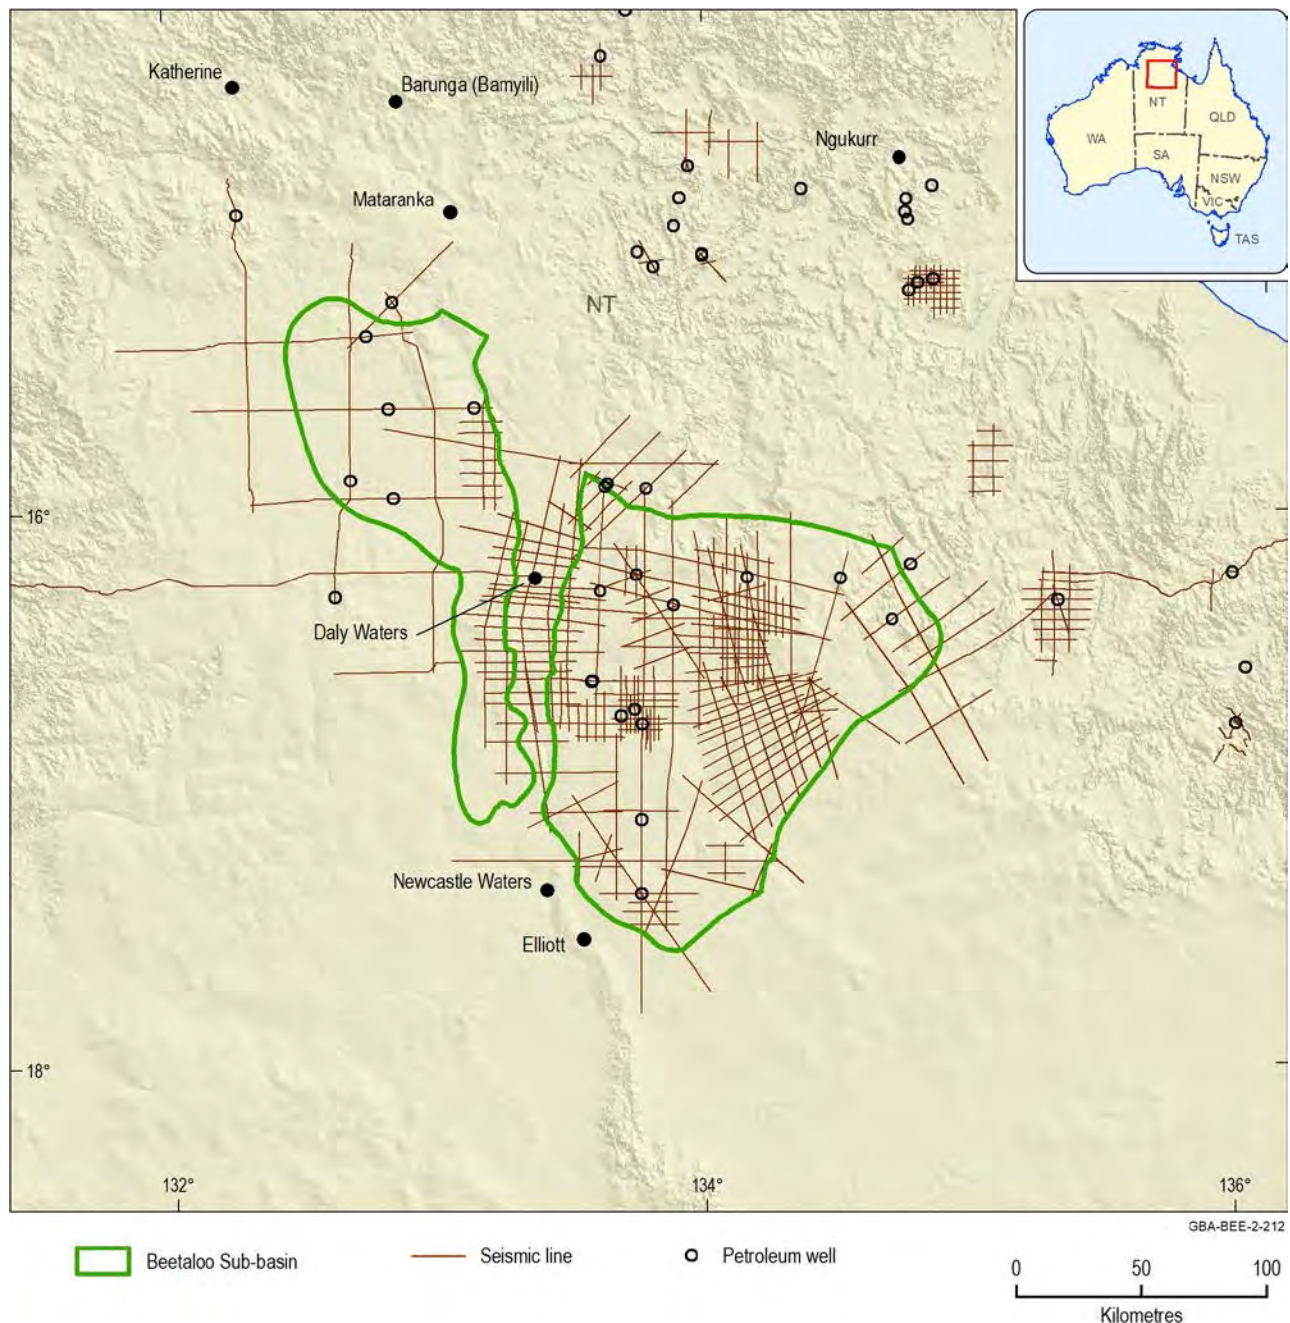 Katherine
Barunga (Bamyili)
Ngukurr
Mataranka
NT
WA
NT
QLD
SA
NSW
VIC
TAS
16°
Daly Waters
Newcastle Waters
Elliott
18°
132°
134°
136°
GBA-BEE-2-212
Beetaloo Sub-basin
Seismic line
Petroleum well
0 50 100
Kilometres